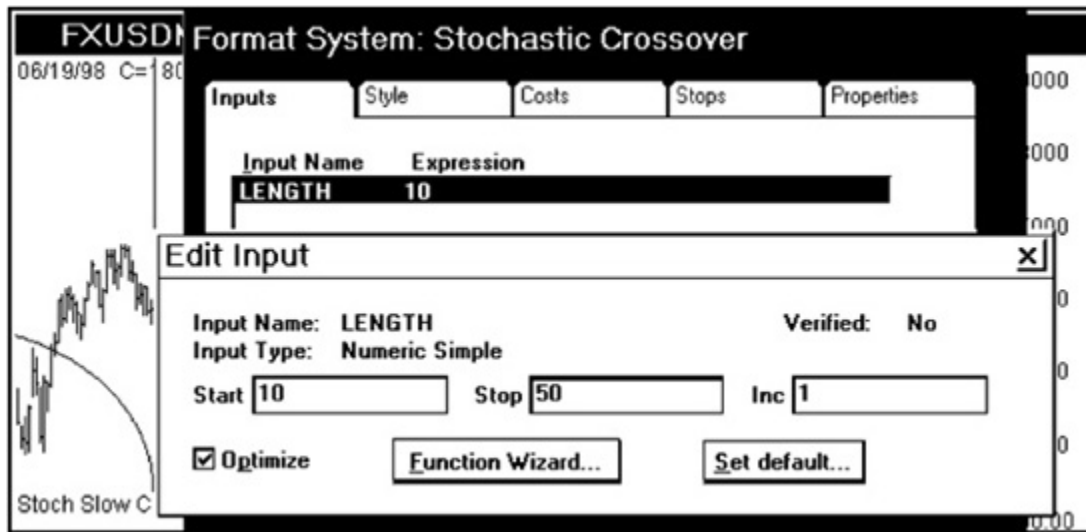 FXUSDM
Format System: Stochastic Crossover
06/19/98 C=180
Inputs Style Costs Stops Properties
Input Name Expression
LENGTH 10
Edit Input
Input Name: LENGTH Verified: No
Input Type: Numeric Simple
Start 10 Stop 50 Inc 1
Optimize Function Wizard... Set default...
Stoch Slow C